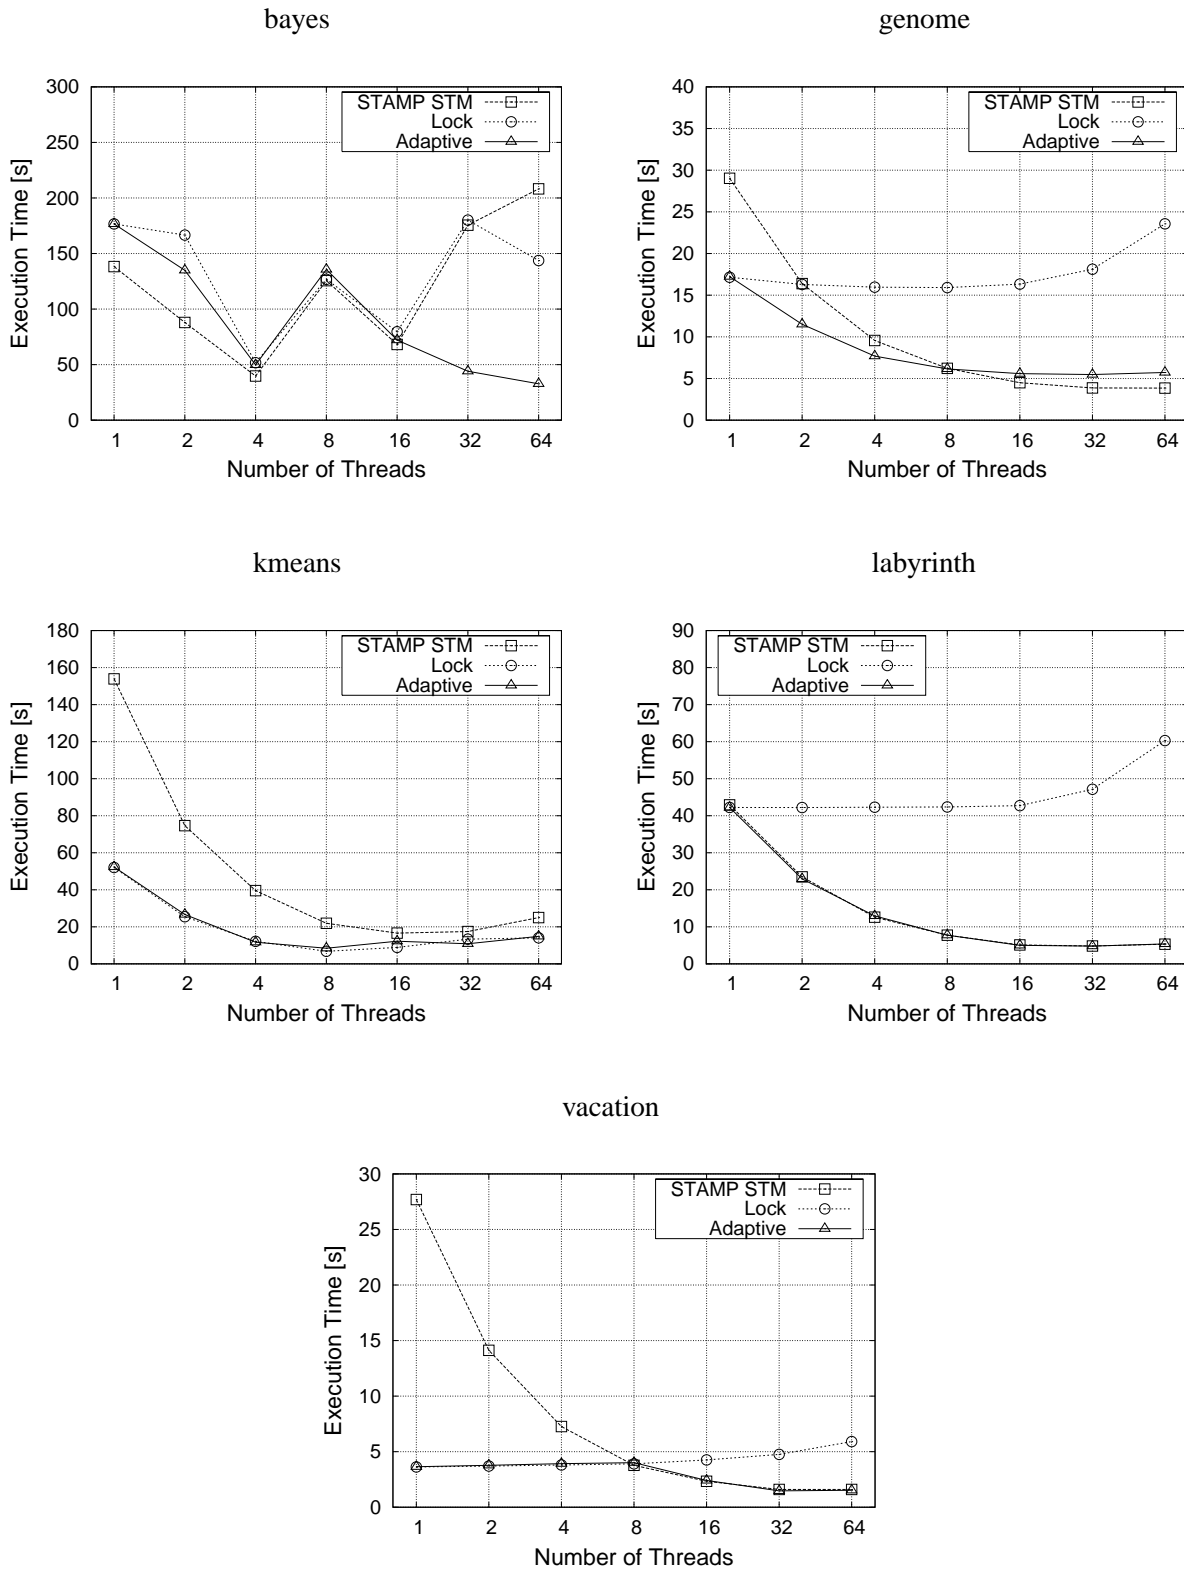 bayes
300
250
200
150
100
50
0
Execution Time [s]
STAMP STM
Lock
Adaptive
1 2 4 8 16 32 64
Number of Threads
genome
40
35
30
25
20
15
10
5
0
Execution Time [s]
STAMP STM
Lock
Adaptive
1 2 4 8 16 32 64
Number of Threads
kmeans
180
160
140
120
100
80
60
40
20
0
Execution Time [s]
STAMP STM
Lock
Adaptive
1 2 4 8 16 32 64
Number of Threads
labyrinth
90
80
70
60
50
40
30
20
10
0
Execution Time [s]
STAMP STM
Lock
Adaptive
1 2 4 8 16 32 64
Number of Threads
vacation
30
25
20
15
10
5
0
Execution Time [s]
STAMP STM
Lock
Adaptive
1 2 4 8 16 32 64
Number of Threads